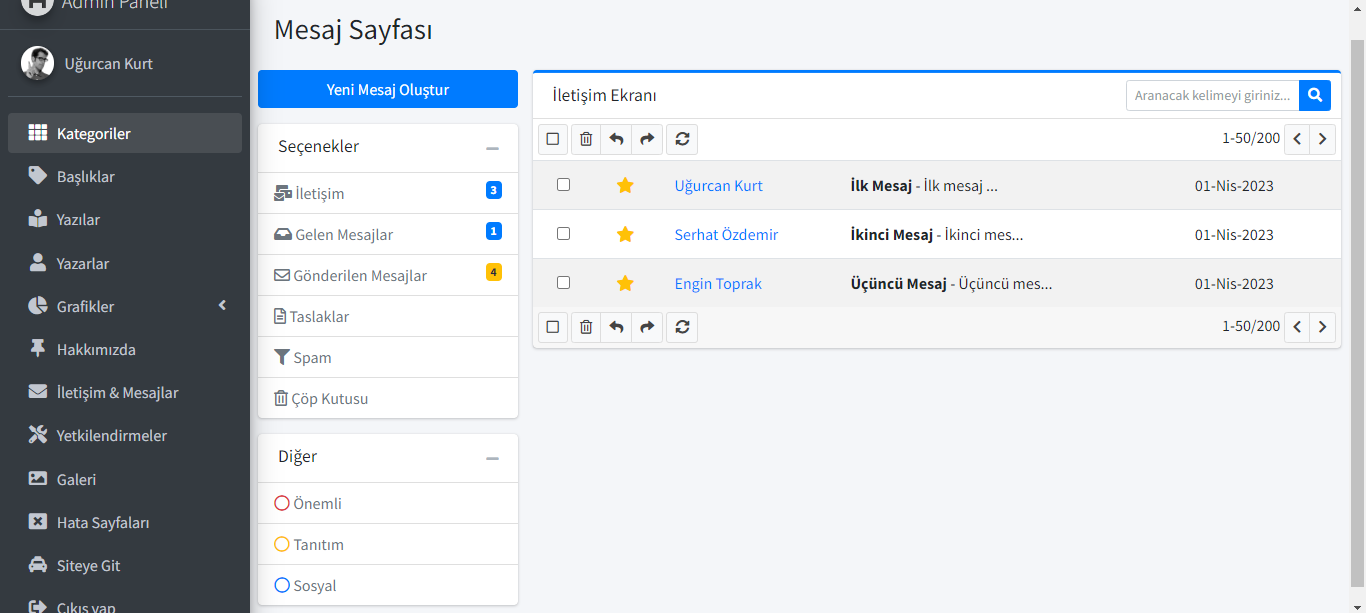 Admin Paneli
Uğurcan Kurt
Kategoriler
Başlıklar
Yazılar
Yazarlar
Grafikler
Hakkımızda
İletişim & Mesajlar
Yetkilendirmeler
Galeri
Hata Sayfaları
Siteye Git
Çıkış yap
Mesaj Sayfası
Yeni Mesaj Oluştur
Seçenekler
İletişim 3
Gelen Mesajlar 1
Gönderilen Mesajlar 4
Taslaklar
Spam
Çöp Kutusu
Diğer
Önemli
Tanıtım
Sosyal
İletişim Ekranı
Aranacak kelimeyi giriniz...
1-50/200
Uğurcan Kurt İlk Mesaj - İlk mesaj ... 01-Nis-2023
Serhat Özdemir İkinci Mesaj - İkinci mes... 01-Nis-2023
Engin Toprak Üçüncü Mesaj - Üçüncü mes... 01-Nis-2023
1-50/200